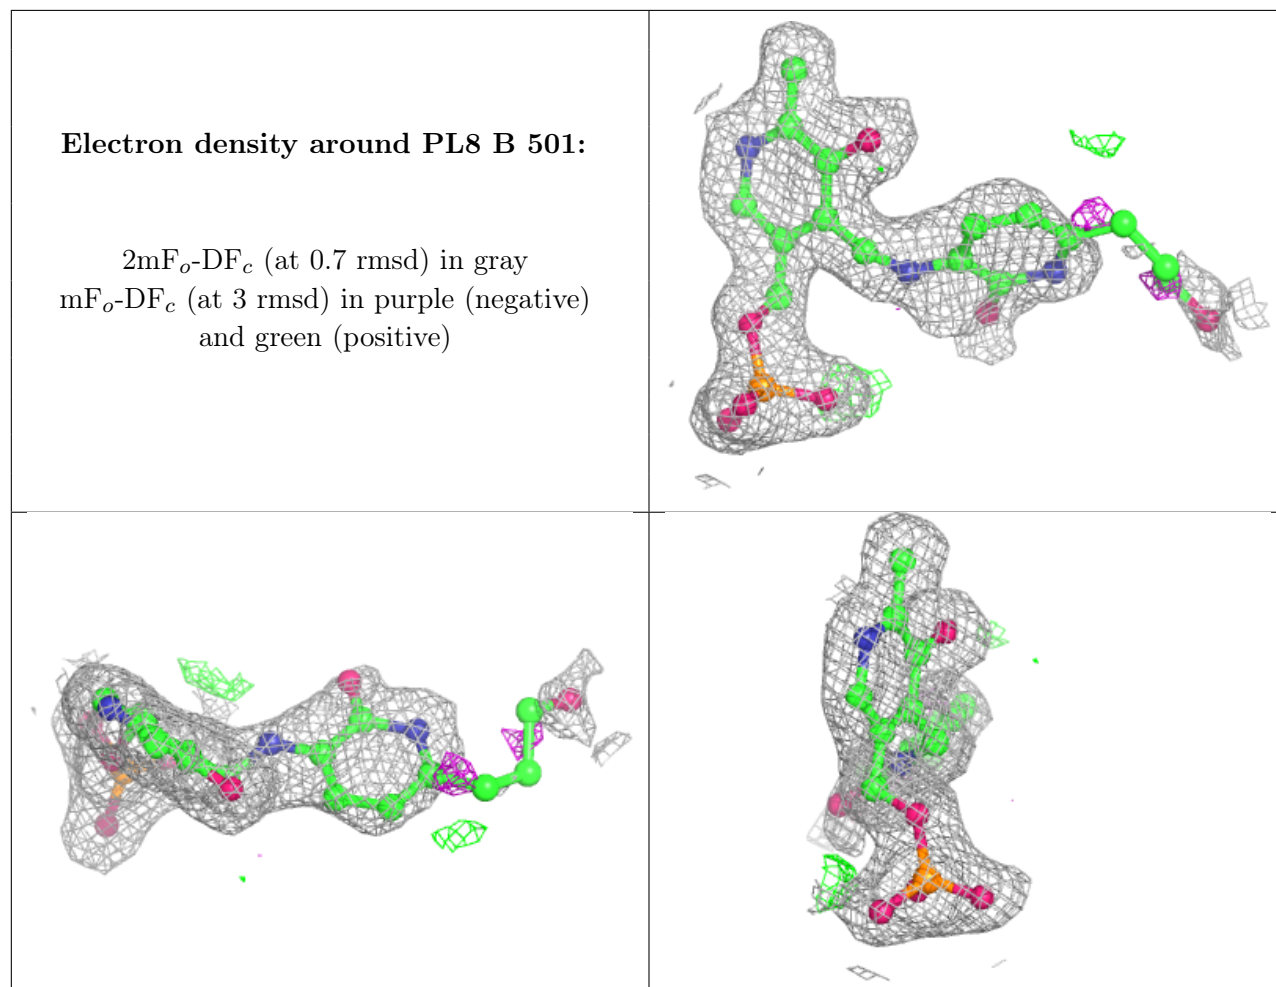 Electron density around PL8 B 501:
2mFₒ-DF𝒸 (at 0.7 rmsd) in gray
mFₒ-DF𝒸 (at 3 rmsd) in purple (negative)
and green (positive)